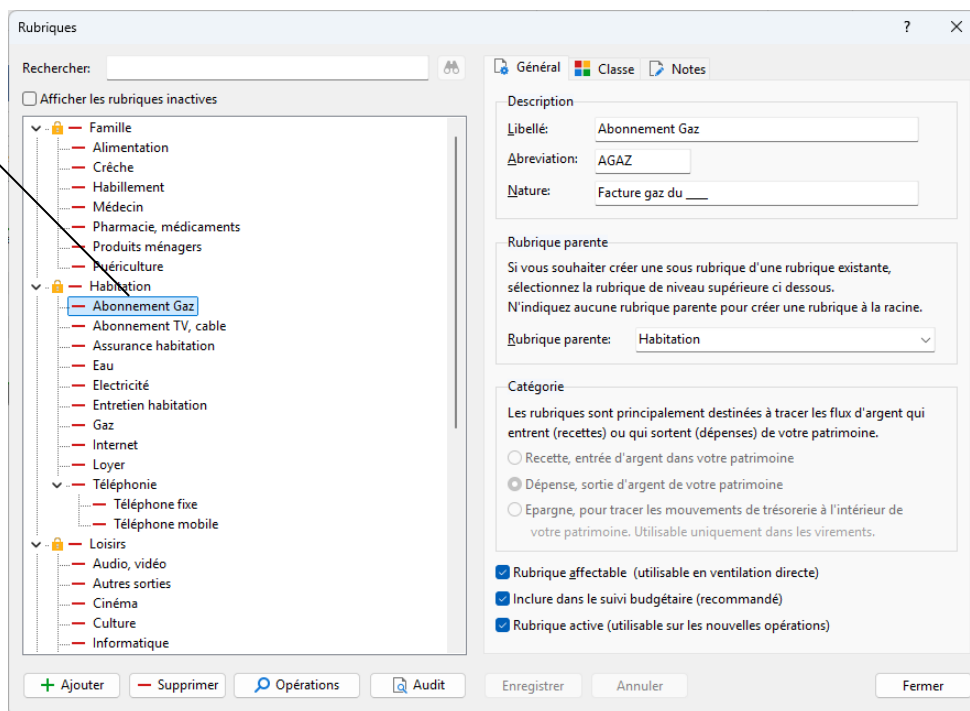 Rubriques
?
Rechercher:
Afficher les rubriques inactives
Famille
Alimentation
Crêche
Habillement
Médecin
Pharmacie, médicaments
Produits ménagers
Puériculture
Habitation
Abonnement Gaz
Abonnement TV, cable
Assurance habitation
Eau
Electricité
Entretien habitation
Gaz
Internet
Loyer
Téléphonie
Téléphone fixe
Téléphone mobile
Loisirs
Audio, vidéo
Autres sorties
Cinéma
Culture
Informatique
Ajouter
Supprimer
Opérations
Audit
Général
Classe
Notes
Description
Libellé:
Abonnement Gaz
Abreviation:
AGAZ
Nature:
Facture gaz du ___
Rubrique parente
Si vous souhaiter créer une sous rubrique d'une rubrique existante,
sélectionnez la rubrique de niveau supérieure ci dessous.
N'indiquez aucune rubrique parente pour créer une rubrique à la racine.
Rubrique parente:
Habitation
Catégorie
Les rubriques sont principalement destinées à tracer les flux d'argent qui
entrent (recettes) ou qui sortent (dépenses) de votre patrimoine.
Recette, entrée d'argent dans votre patrimoine
Dépense, sortie d'argent de votre patrimoine
Epargne, pour tracer les mouvements de trésorerie à l'intérieur de
votre patrimoine. Utilisable uniquement dans les virements.
Rubrique affectable (utilisable en ventilation directe)
Inclure dans le suivi budgétaire (recommandé)
Rubrique active (utilisable sur les nouvelles opérations)
Enregistrer
Annuler
Fermer